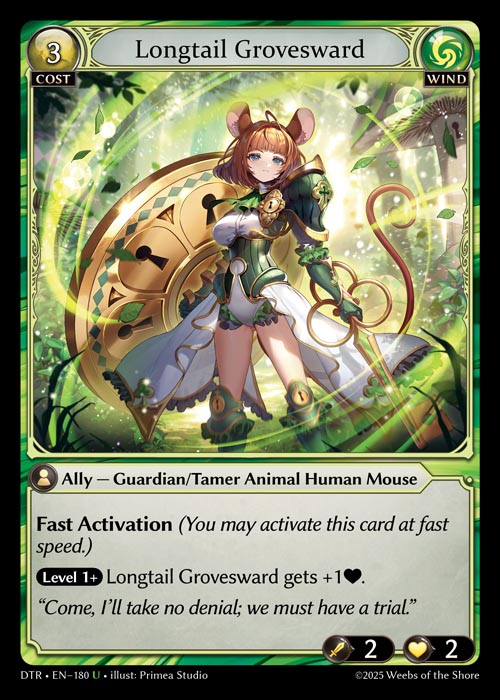 3
COST
Longtail Grovesward
WIND
Ally — Guardian/Tamer Animal Human Mouse
Fast Activation (You may activate this card at fast
speed.)
Level 1+ Longtail Grovesward gets +1♥.
“Come, I’ll take no denial; we must have a trial.”
2
2
DTR • EN–180 U • illust: Primea Studio
©2025 Weebs of the Shore